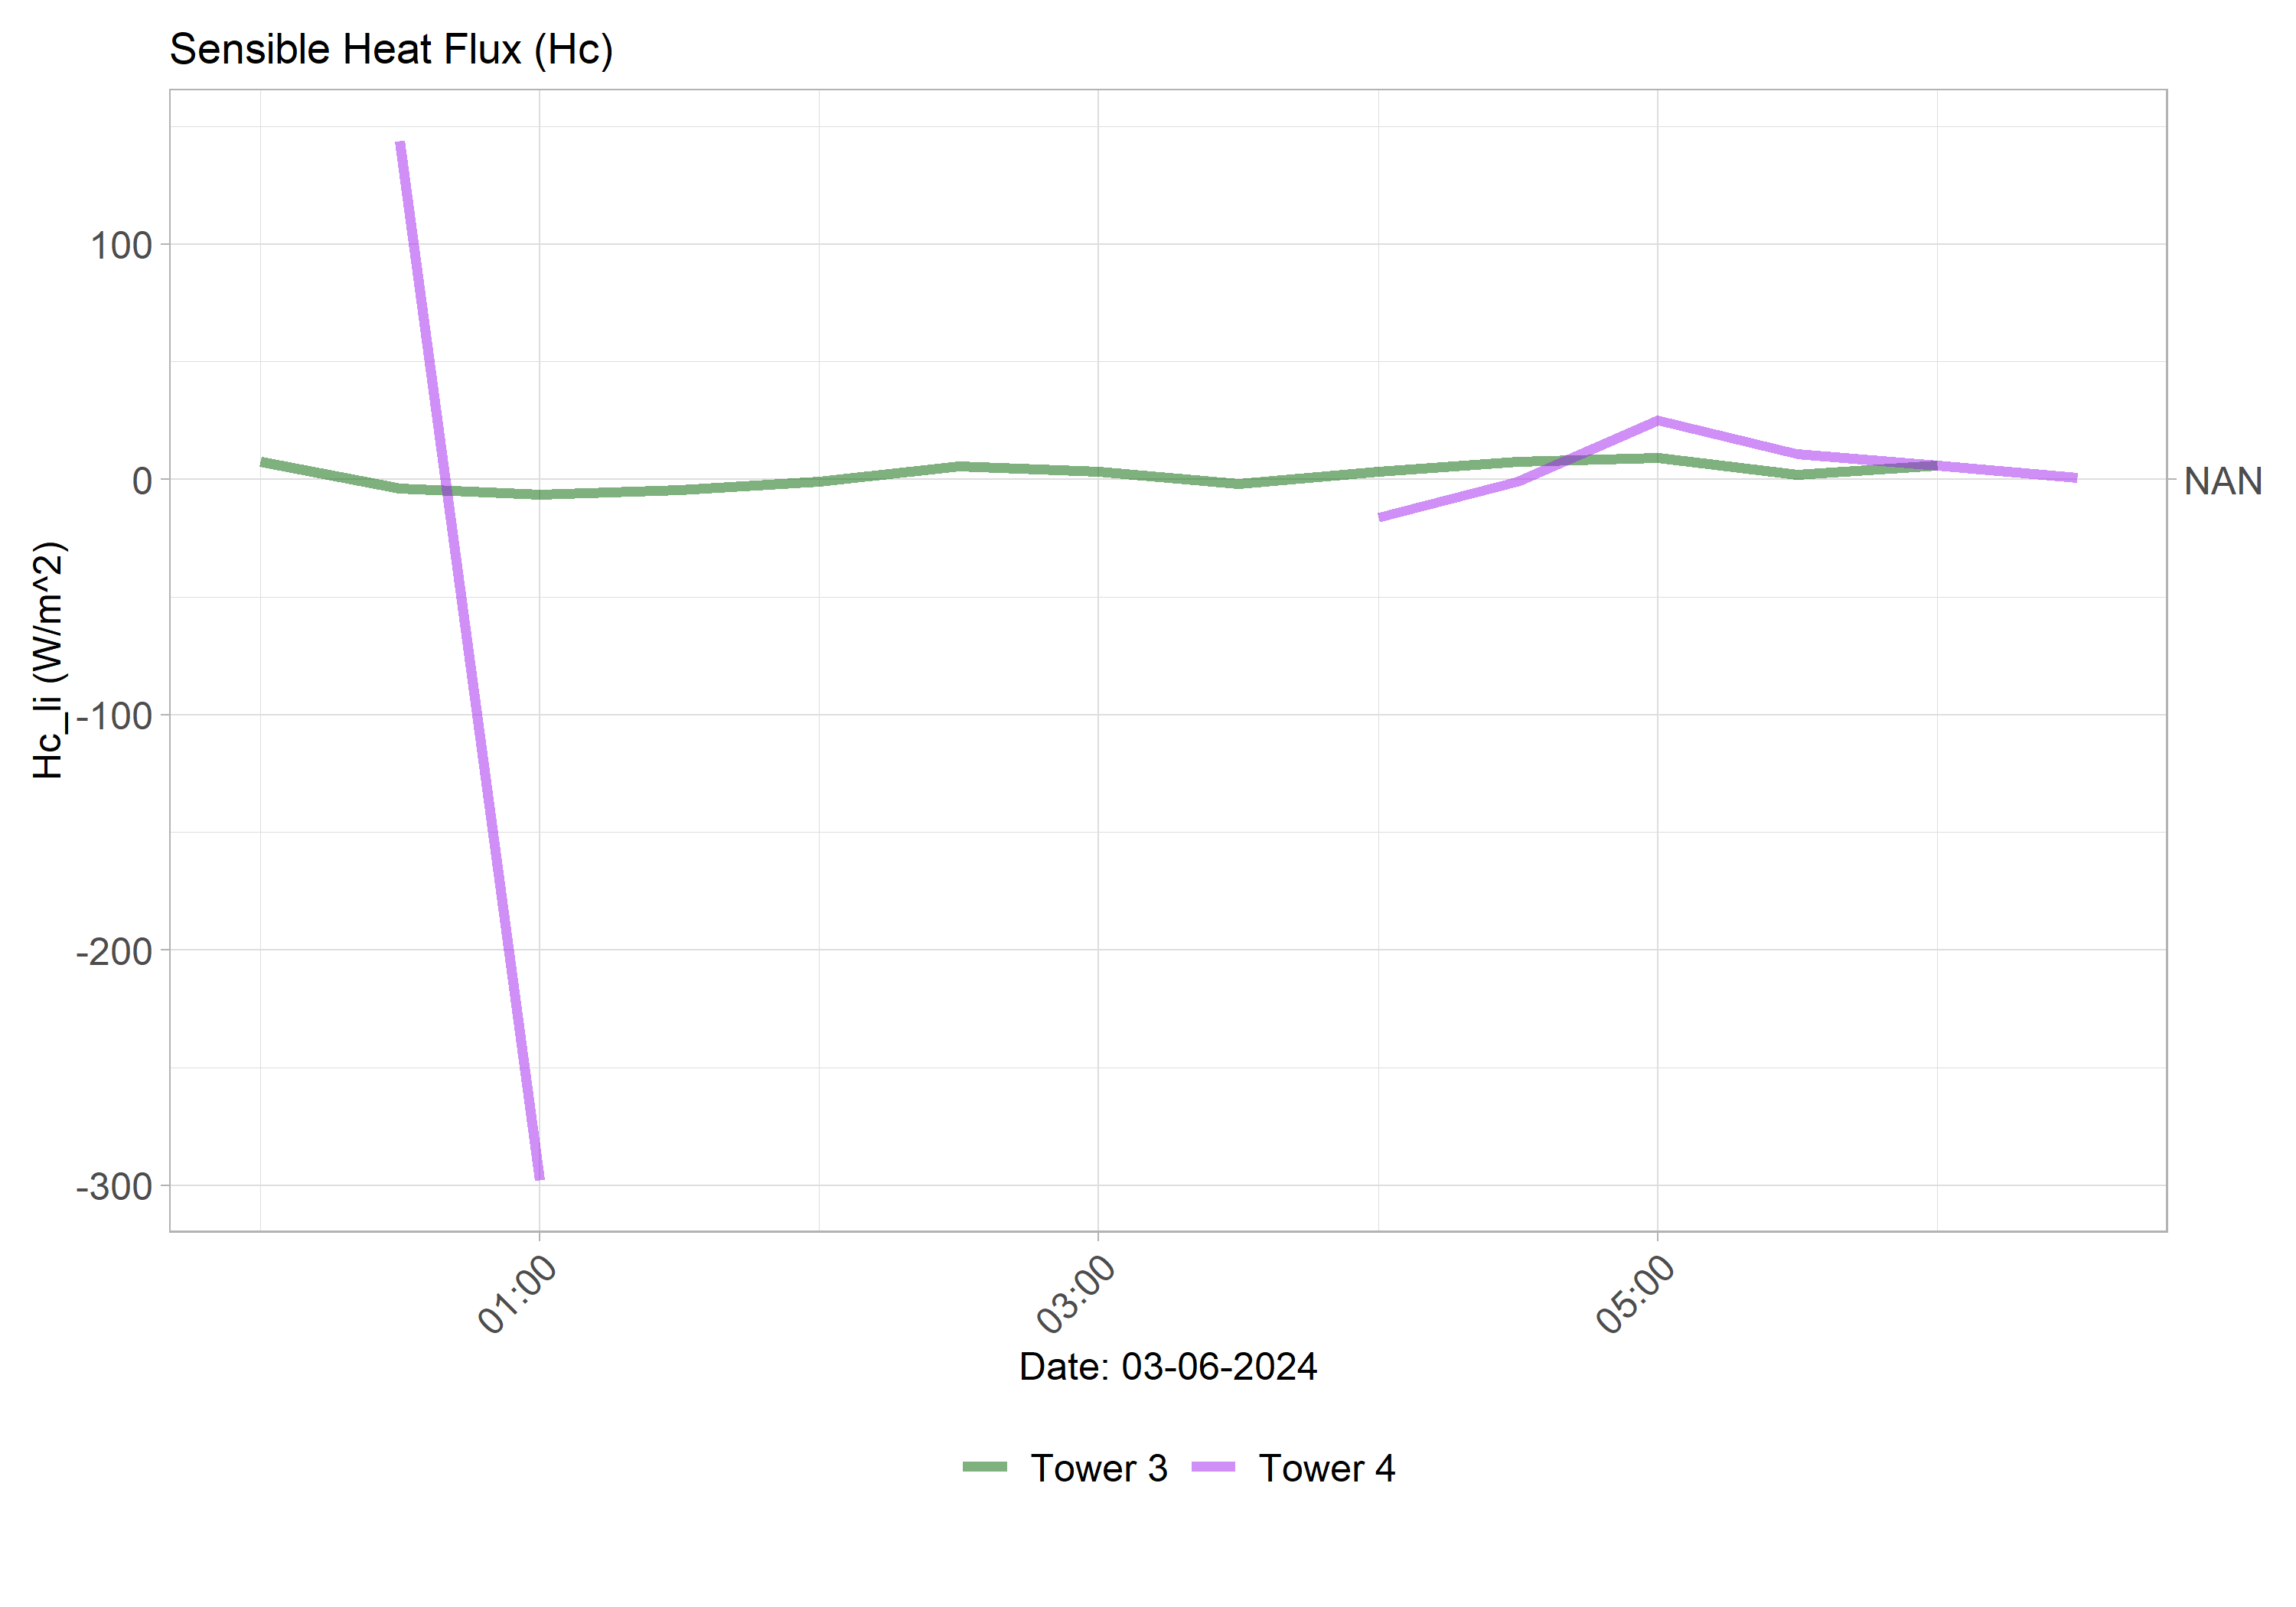 Sensible Heat Flux (Hc)
Hc_li (W/m^2)
100
0
-100
-200
-300
NAN
01:00
03:00
05:00
Date: 03-06-2024
Tower 3
Tower 4